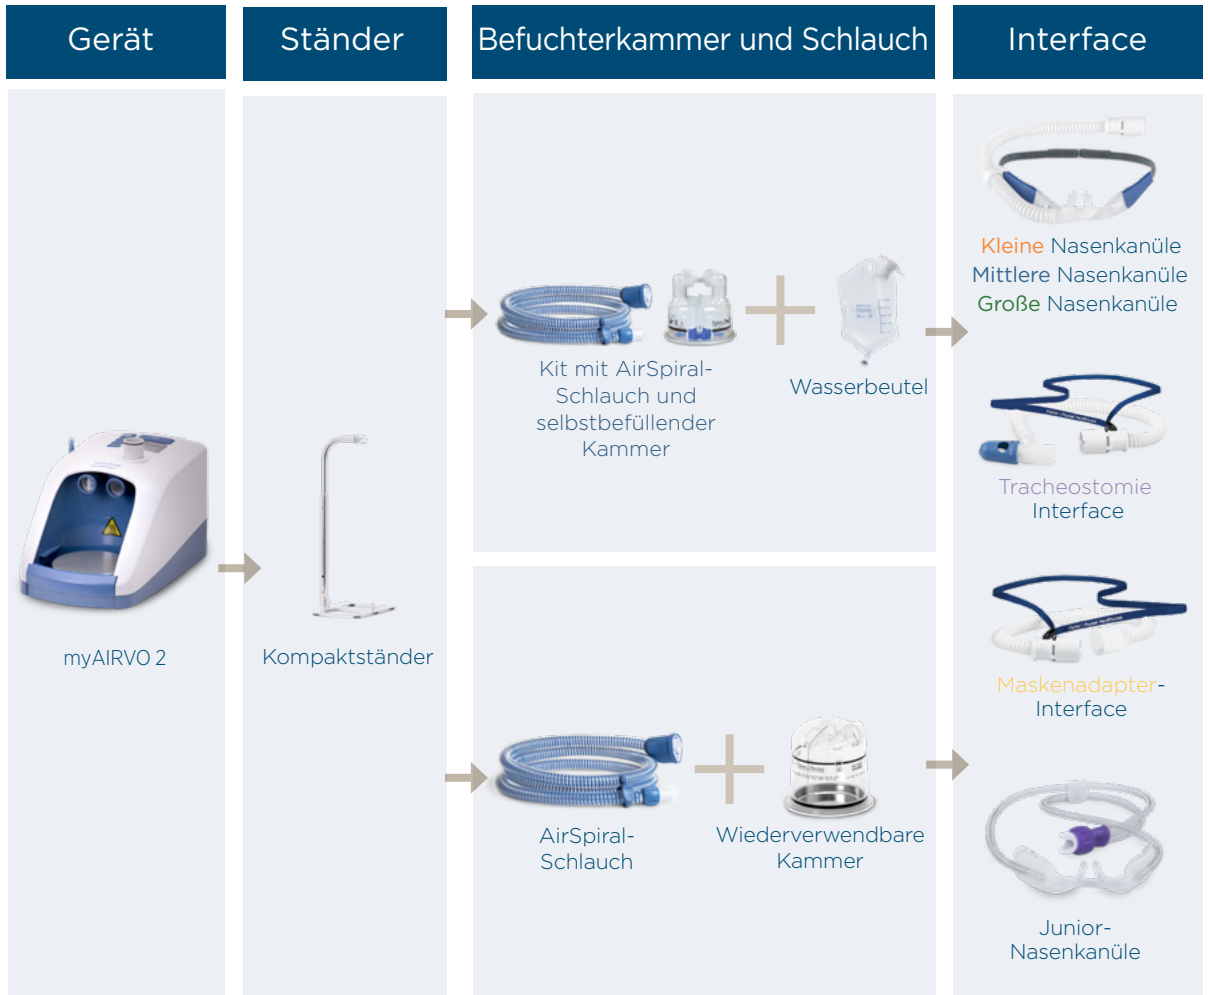 Gerät
Ständer
Befuchterkammer und Schlauch
Interface
myAIRVO 2
Kompaktständer
Kit mit AirSpiral-
Schlauch und
selbstbefüllender
Kammer
Wasserbeutel
AirSpiral-
Schlauch
Wiederverwendbare
Kammer
Kleine Nasenkanüle
Mittlere Nasenkanüle
Große Nasenkanüle
Tracheostomie
Interface
Maskenadapter-
Interface
Junior-
Nasenkanüle